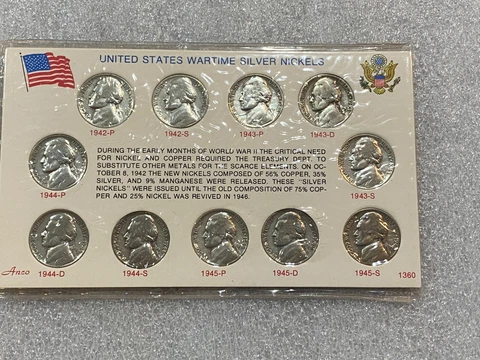 UNITED STATES WARTIME SILVER NICKELS
1942-P
1942-S
1943-P
1943-D
DURING THE EARLY MONTHS OF WORLD WAR II THE CRITICAL NEED
FOR NICKEL AND COPPER REQUIRED THE TREASURY DEPT. TO
SUBSTITUTE OTHER METALS FOR THE SCARCE ELEMENTS. ON OC-
TOBER 8, 1942 THE NEW NICKELS COMPOSED OF 56% COPPER, 35%
SILVER, AND 9% MANGANESE WERE RELEASED. THESE "SILVER
NICKELS" WERE ISSUED UNTIL THE OLD COMPOSITION OF 75% COP-
PER AND 25% NICKEL WAS REVIVED IN 1946.
1944-P
1943-S
Anco
1944-D
1944-S
1945-P
1945-D
1945-S
1360